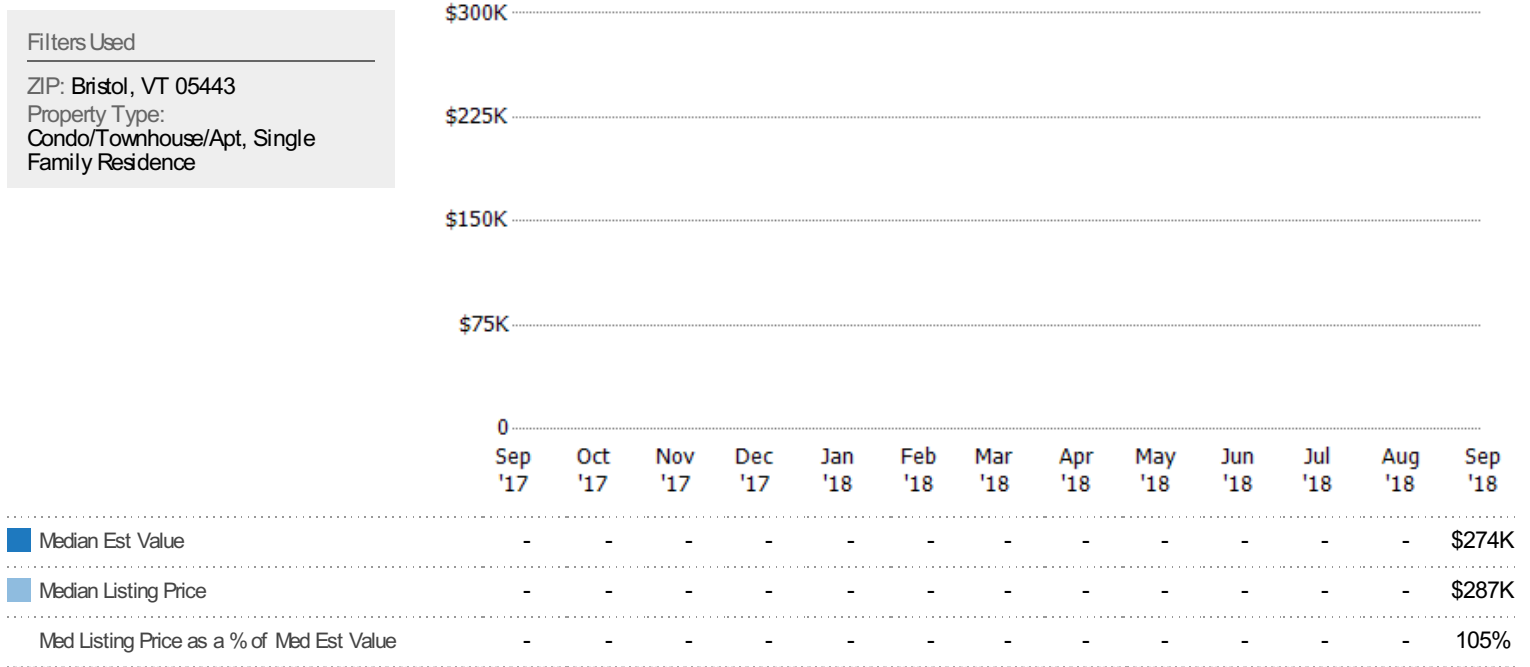 Filters Used
ZIP: Bristol, VT 05443
Property Type:
Condo/Townhouse/Apt, Single
Family Residence
$300K
$225K
$150K
$75K
0
Sep Oct Nov Dec Jan Feb Mar Apr May Jun Jul Aug Sep
'17 '17 '17 '17 '18 '18 '18 '18 '18 '18 '18 '18 '18
Median Est Value - - - - - - - - - - - - $274K
Median Listing Price - - - - - - - - - - - - $287K
Med Listing Price as a % of Med Est Value - - - - - - - - - - - - 105%